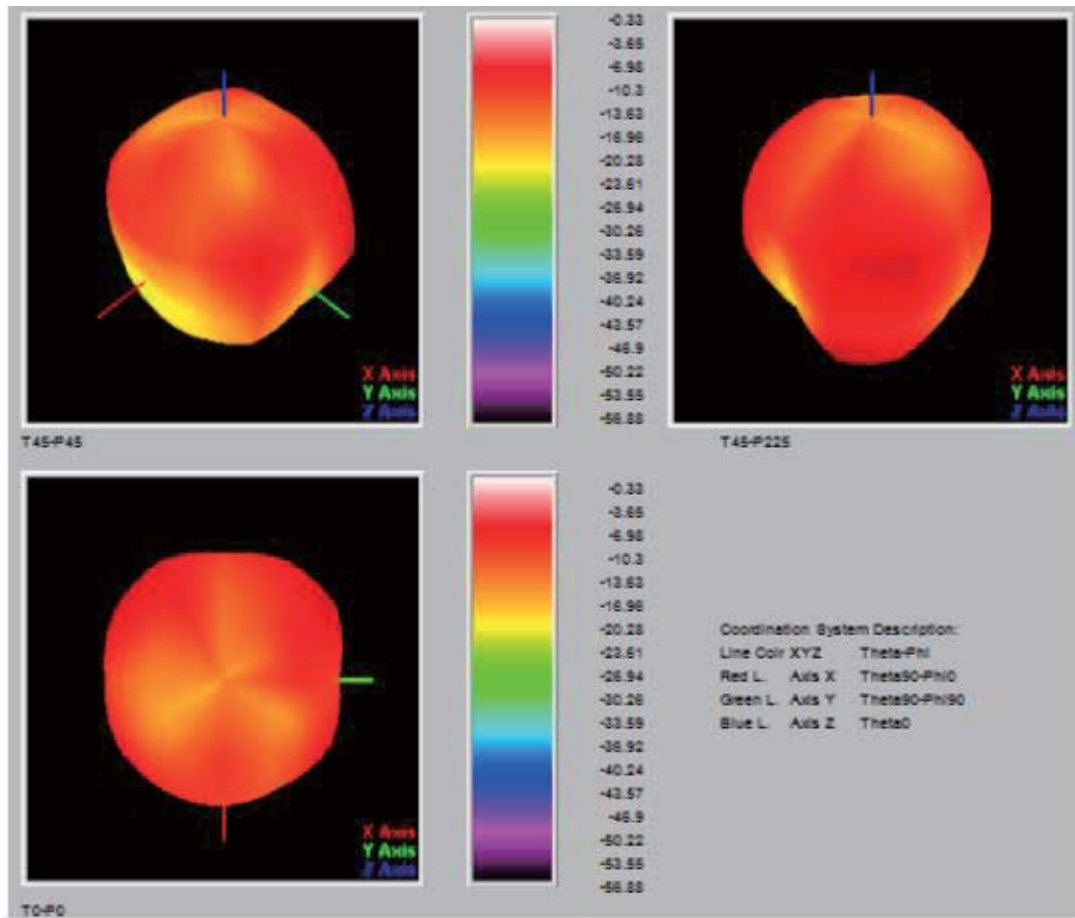 -0.33
-3.65
-6.98
-10.3
-13.63
-16.96
-20.28
-23.61
-26.94
-30.26
-33.59
-36.92
-40.24
-43.57
-46.9
-50.22
-53.55
-56.88
X Axis
Y Axis
Z Axis
X Axis
Y Axis
Z Axis
T45-P45
T45-P225
-0.33
-3.65
-6.98
-10.3
-13.63
-16.96
-20.28
-23.61
-26.94
-30.26
-33.59
-36.92
-40.24
-43.57
-46.9
-50.22
-53.55
-56.88
Coordination System Description:
Line Colr XYZ Theta-Phi
Red L. Axis X Theta90-Phi0
Green L. Axis Y Theta90-Phi90
Blue L. Axis Z Theta0
X Axis
Y Axis
Z Axis
T0-P0